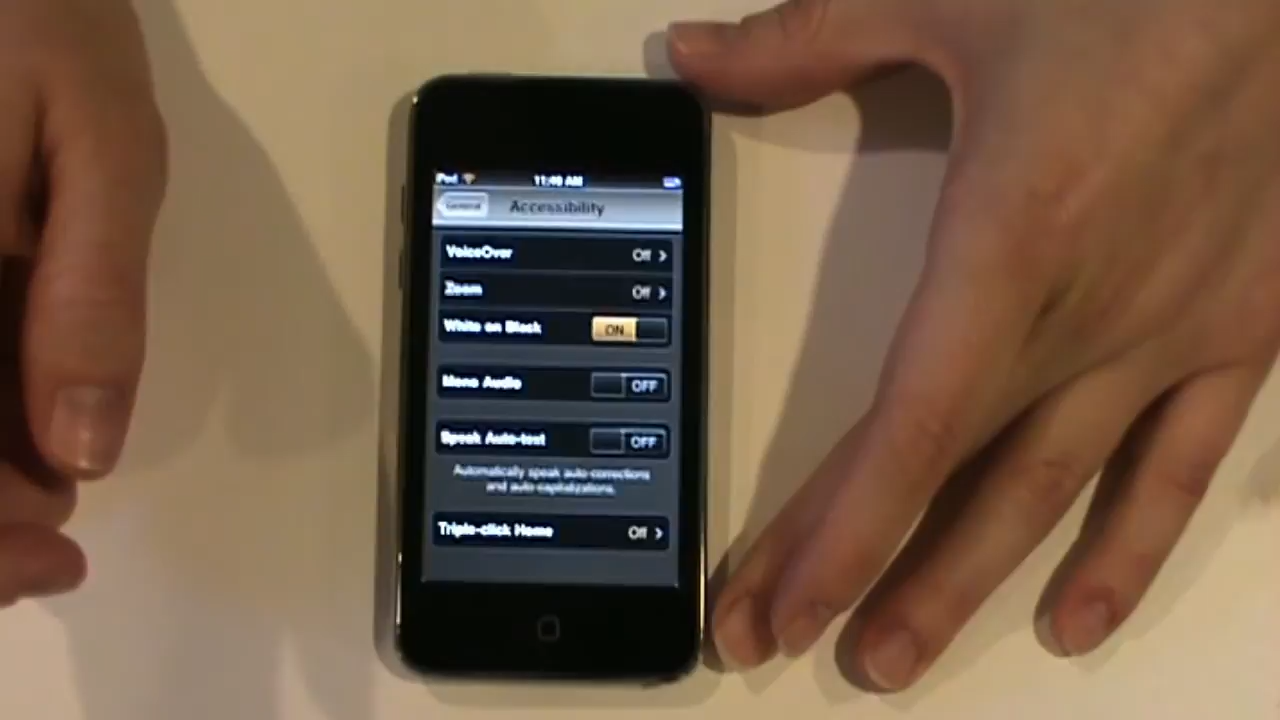 iPod 11:48 AM
General Accessibility
VoiceOver Off
Zoom Off
White on Black ON
Mono Audio OFF
Speak Auto-text OFF
Automatically speak auto-corrections
and auto-capitalizations.
Triple-click Home Off